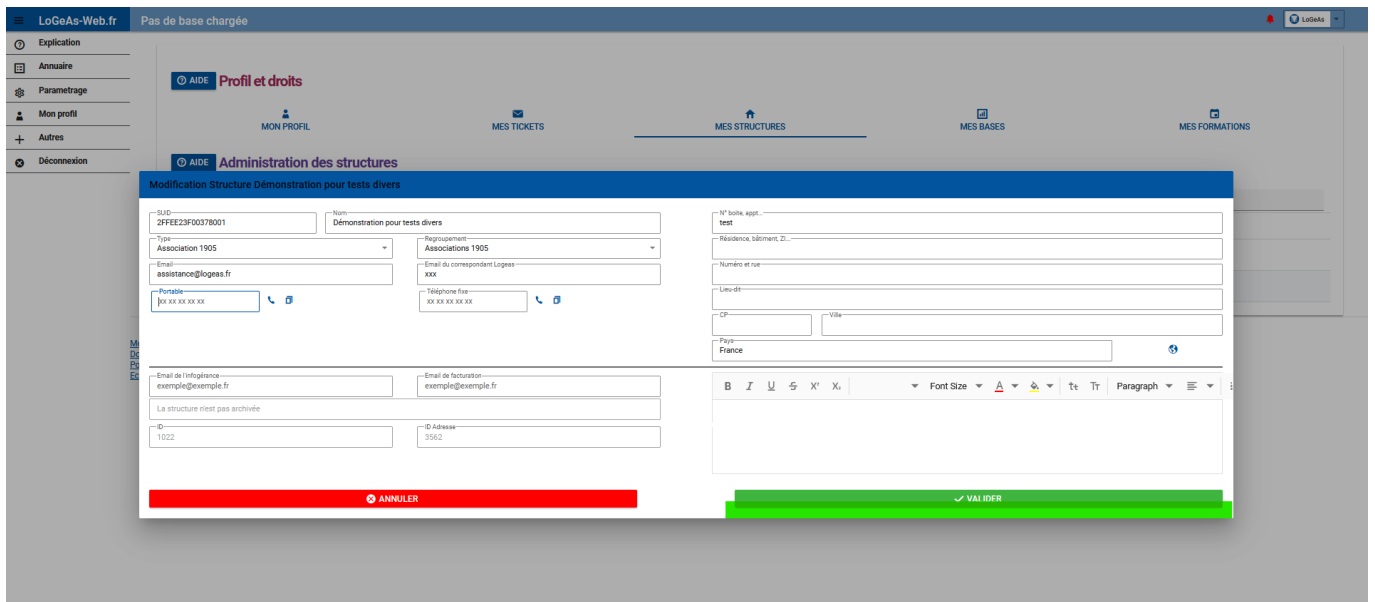 LoGeAs-Web.fr
Pas de base chargée
LoGeAs
Explication
Annuaire
Parametrage
Mon profil
Autres
Déconnexion
AIDE Profil et droits
MON PROFIL
MES TICKETS
MES STRUCTURES
MES BASES
MES FORMATIONS
AIDE Administration des structures
Modification Structure Démonstration pour tests divers
SUID
2FFEE23F00378001
Nom
Démonstration pour tests divers
Type
Association 1905
Regroupement
Associations 1905
Email
assistance@logeas.fr
Email du correspondant Logeas
xxx
Portable
xx xx xx xx xx
Téléphone fixe
xx xx xx xx xx
N° boite, appt...
test
Résidence, bâtiment, ZI...
Numéro et rue
Lieu-dit
CP
Ville
Pays
France
Email de l'infogérance
exemple@exemple.fr
Email de facturation
exemple@exemple.fr
La structure n'est pas archivée
ID
1022
ID Adresse
3562
B I U S X² X₂ Font Size A Tt Tт Paragraph
ANNULER
VALIDER